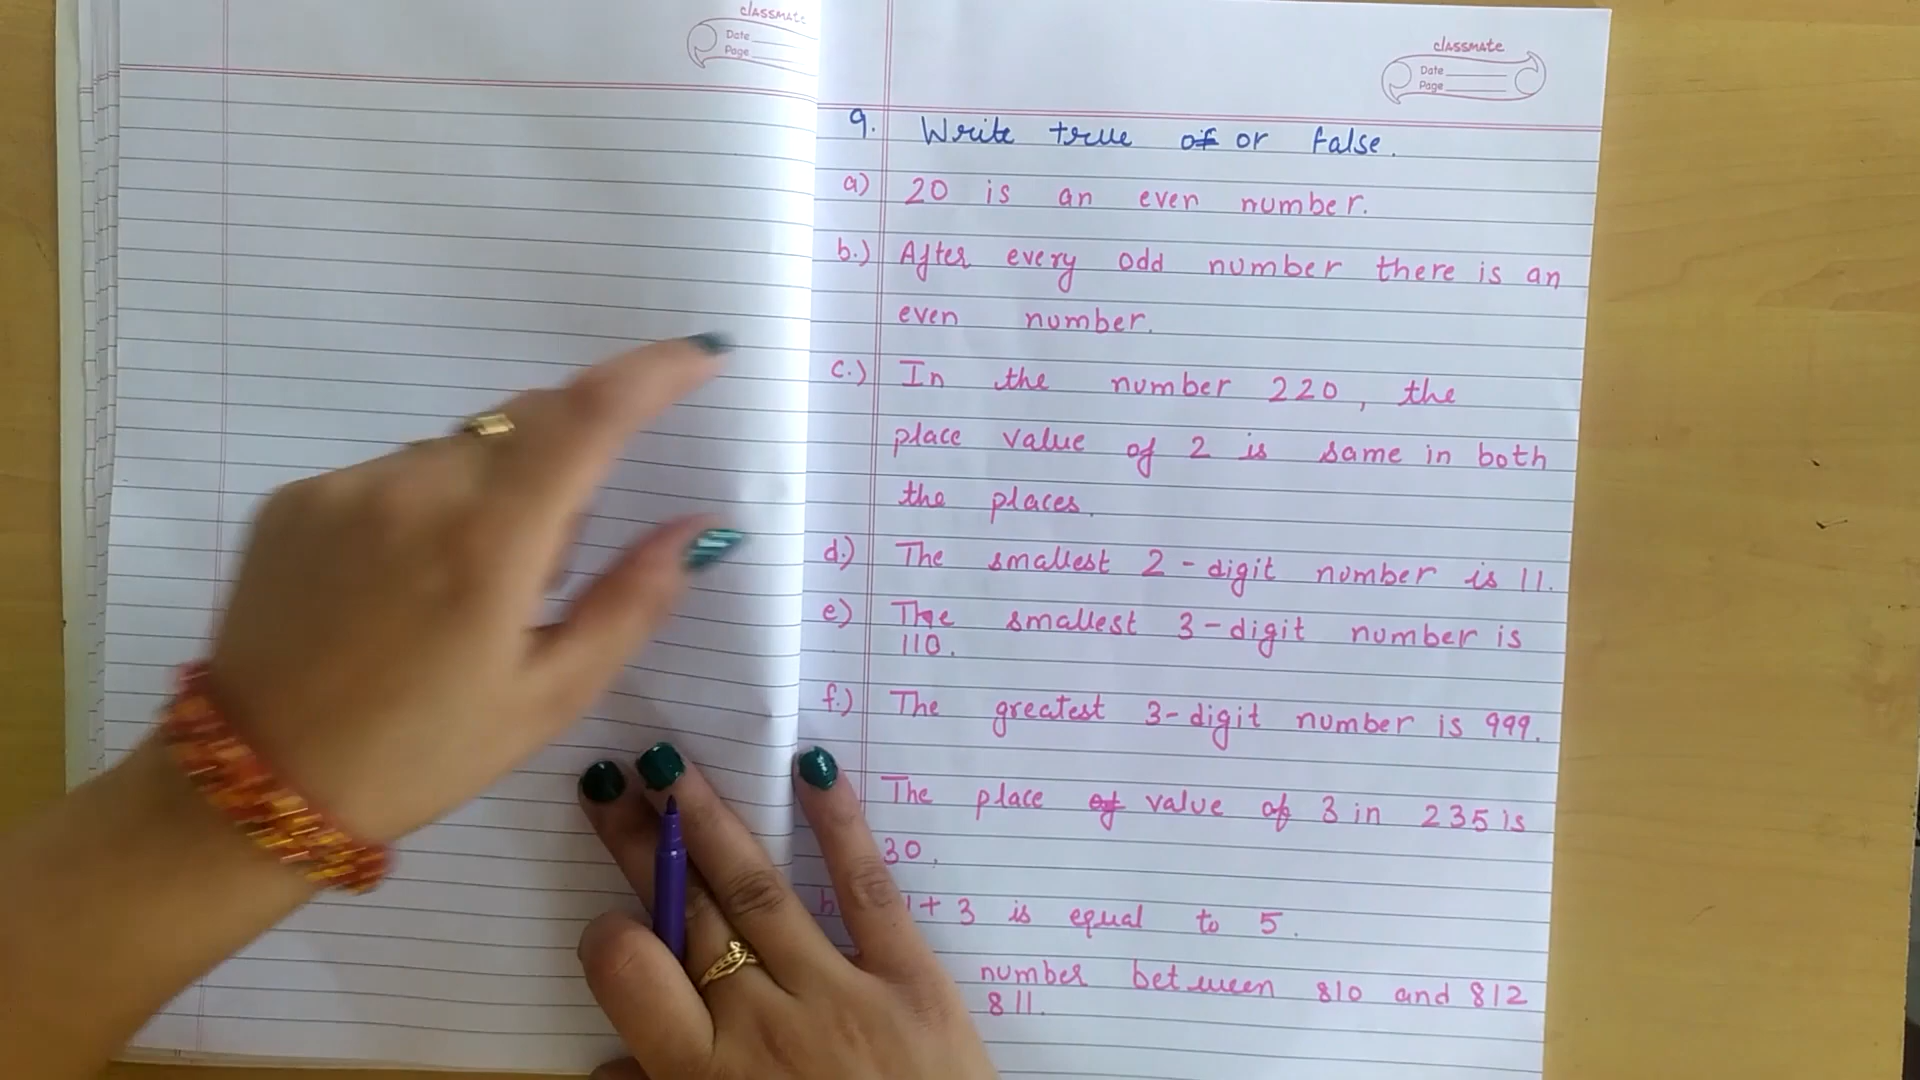 classmate
Date
Page
classmate
Date
Page
9. Write true of or false.
a) 20 is an even number.
b.) After every odd number there is an
even number.
c.) In the number 220, the
place value of 2 is same in both
the places.
d.) The smallest 2-digit number is 11.
e) The smallest 3-digit number is
110.
f.) The greatest 3-digit number is 999.
The place of value of 3 in 235 is
30.
1+3 is equal to 5.
number between 810 and 812
811.